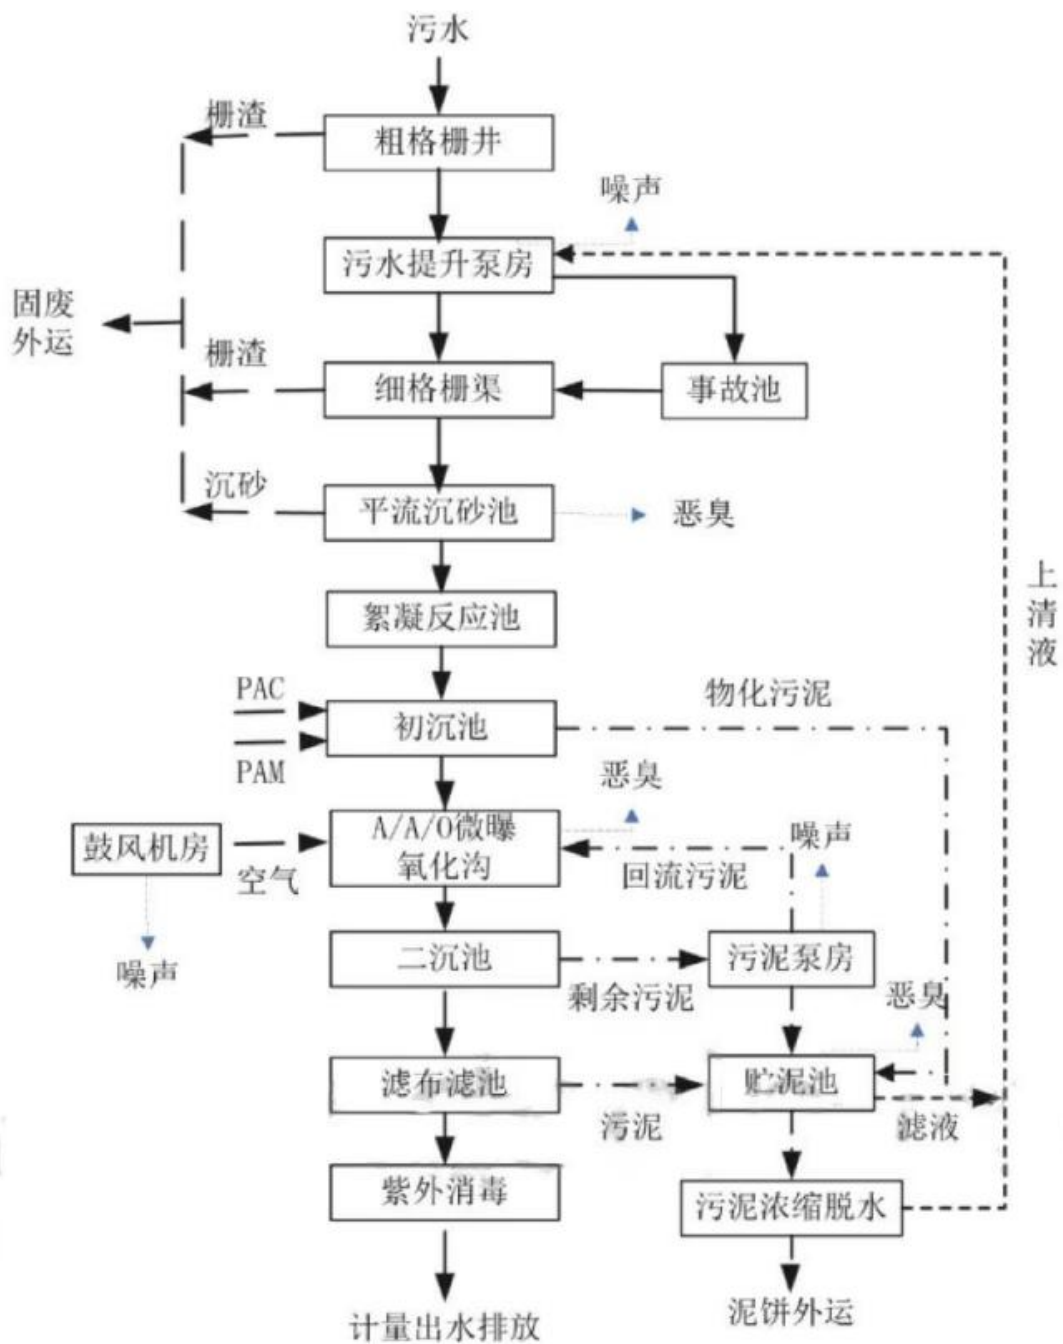 污水
栅渣
粗格栅井
噪声
污水提升泵房
固废
外运
栅渣
细格栅渠
事故池
沉砂
平流沉砂池
恶臭
上
清
液
絮凝反应池
PAC
物化污泥
初沉池
PAM
恶臭
A/A/O微曝
氧化沟
鼓风机房
空气
回流污泥
噪声
二沉池
污泥泵房
噪声
剩余污泥
恶臭
滤布滤池
贮泥池
污泥
滤液
紫外消毒
污泥浓缩脱水
计量出水排放
泥饼外运